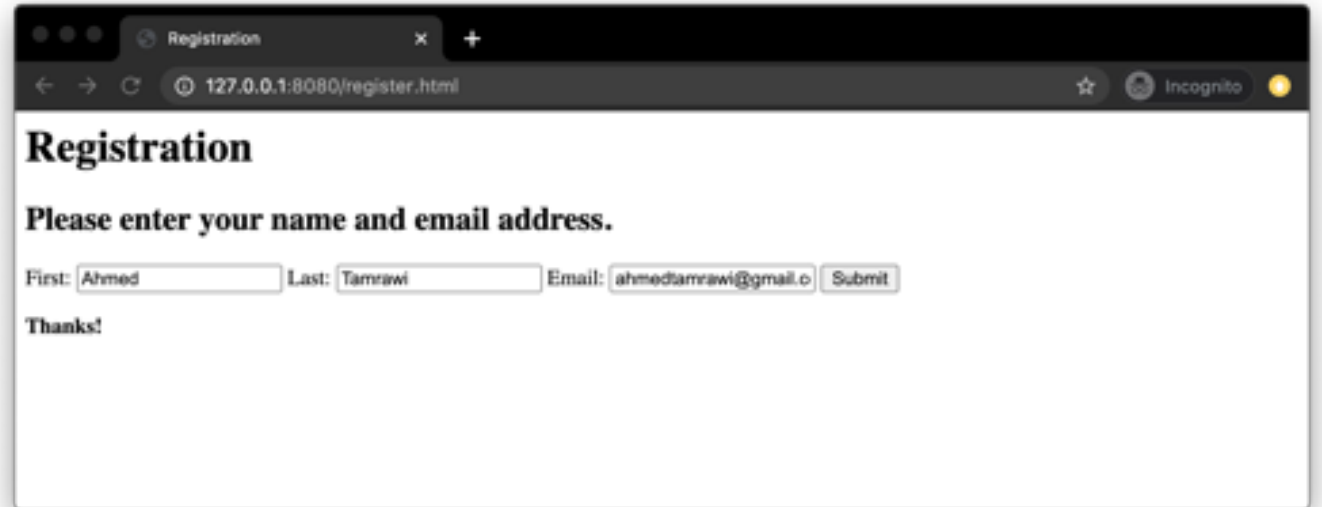 Registration
127.0.0.1:8080/register.html Incognito
Registration
Please enter your name and email address.
First: Ahmed Last: Tamrawi Email: ahmedtamrawi@gmail.c Submit
Thanks!